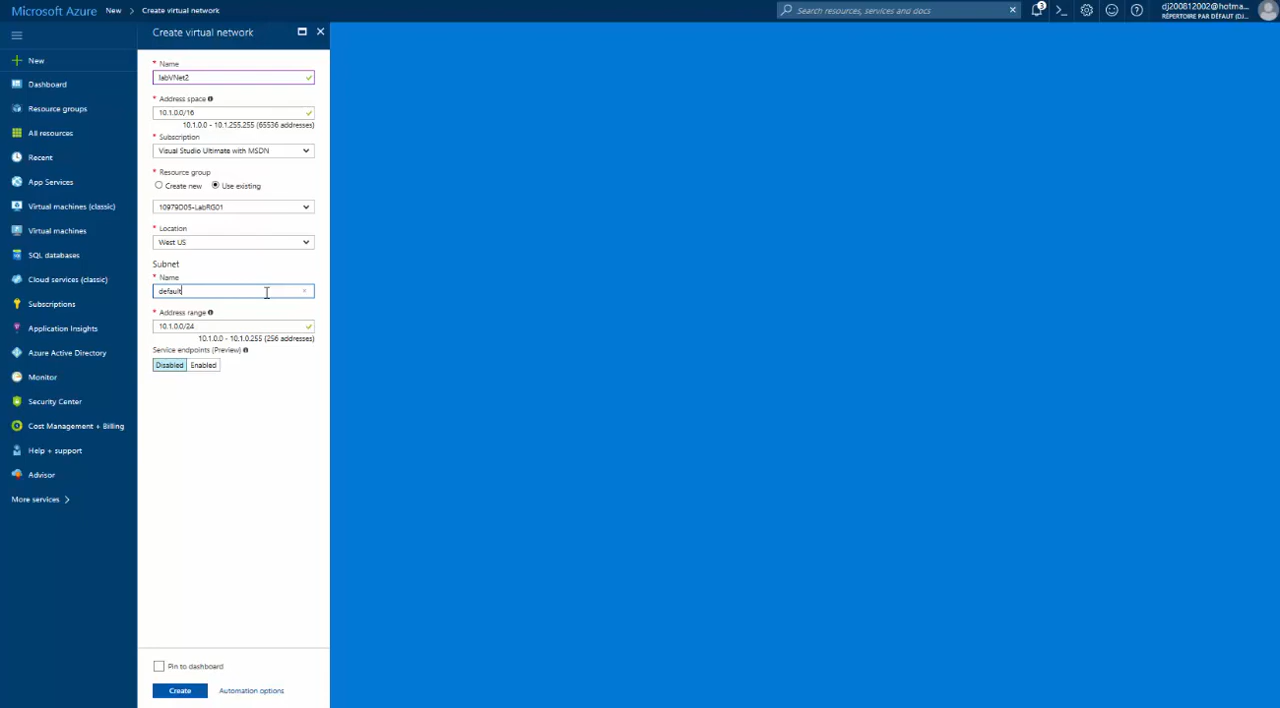 Microsoft Azure New > Create virtual network
Search resources, services and docs
3
dj200812002@hotma...
RÉPERTOIRE PAR DÉFAUT (DJ...
Create virtual network
New
Dashboard
Resource groups
All resources
Recent
App Services
Virtual machines (classic)
Virtual machines
SQL databases
Cloud services (classic)
Subscriptions
Application Insights
Azure Active Directory
Monitor
Security Center
Cost Management + Billing
Help + support
Advisor
More services >
* Name
labVNet2
* Address space
10.1.0.0/16
10.1.0.0 - 10.1.255.255 (65536 addresses)
* Subscription
Visual Studio Ultimate with MSDN
* Resource group
Create new Use existing
10979D05-LabRG01
* Location
West US
Subnet
* Name
default
* Address range
10.1.0.0/24
10.1.0.0 - 10.1.0.255 (256 addresses)
Service endpoints (Preview)
Disabled Enabled
Pin to dashboard
Create Automation options